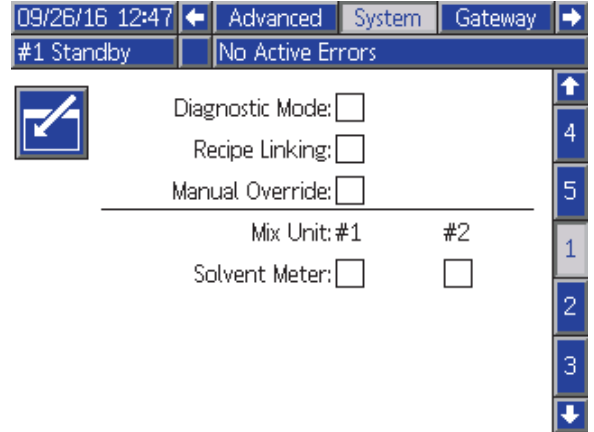 09/26/16 12:47 Advanced System Gateway
#1 Standby No Active Errors
Diagnostic Mode:
4
Recipe Linking:
Manual Override:
5
Mix Unit: #1 #2
1
Solvent Meter:
2
3